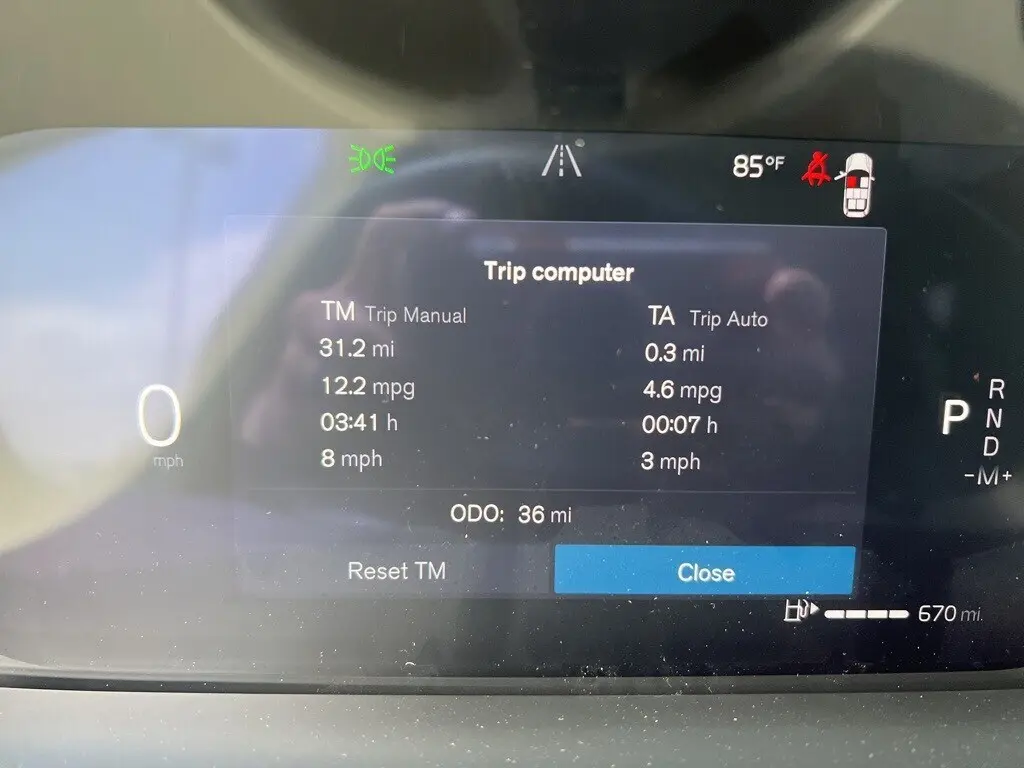 85°F
Trip computer
TM Trip Manual
TA Trip Auto
31.2 mi
0.3 mi
12.2 mpg
4.6 mpg
03:41 h
00:07 h
8 mph
3 mph
0
mph
P
R
N
D
-M+
ODO: 36 mi
Reset TM
Close
670 mi.